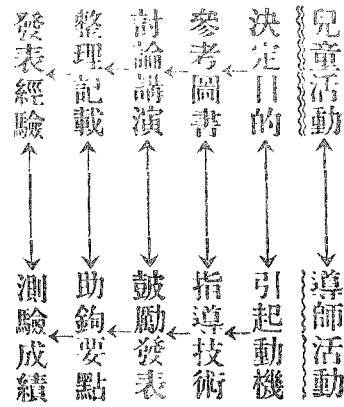 兒童活動
決定目的
參考圖書
討論講演
整理記載
發表經驗
導師活動
引起動機
指導技術
鼓勵發表
助鉤要點
測驗成績